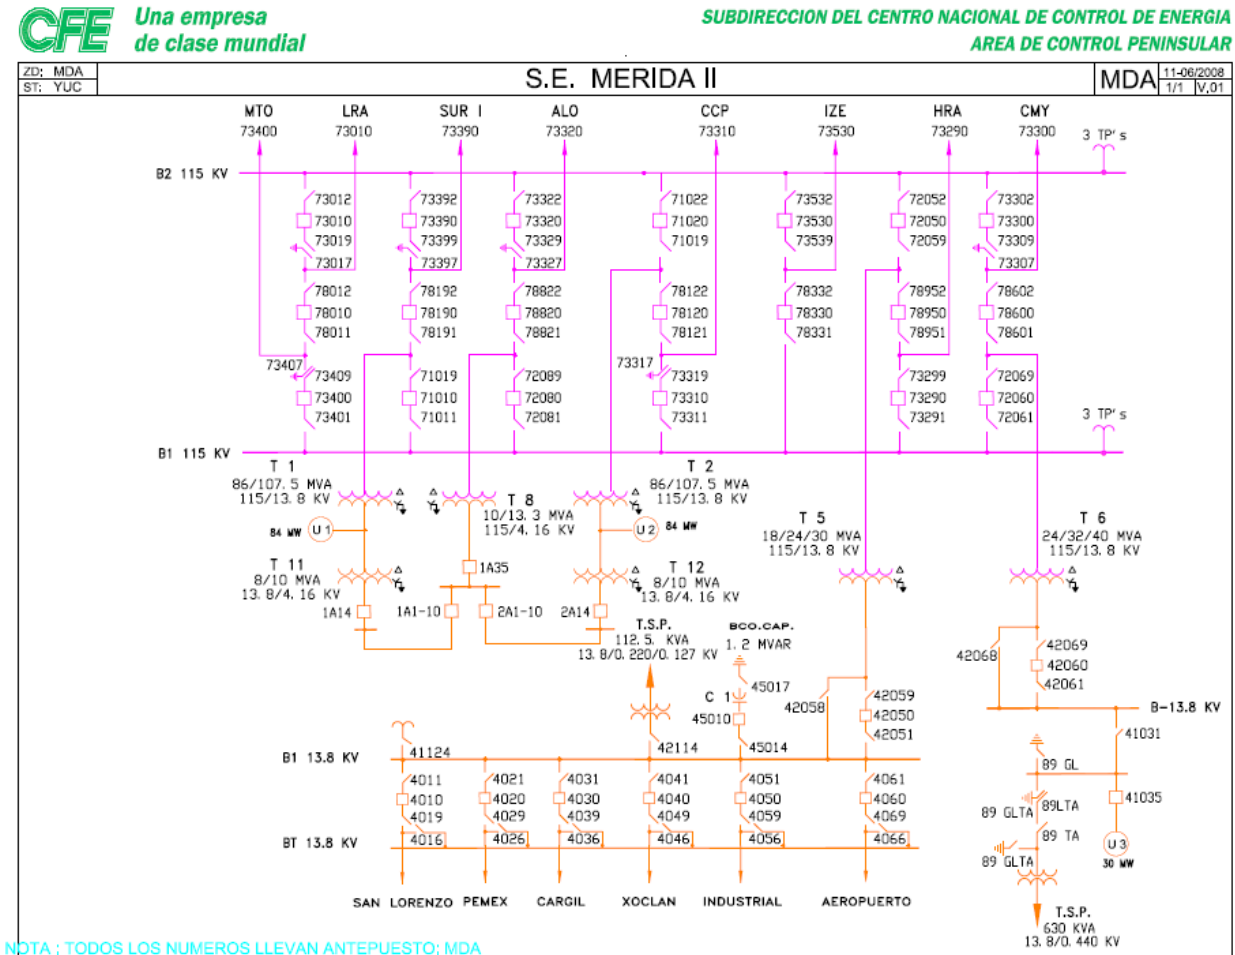 CFE
Una empresa
de clase mundial
SUBDIRECCION DEL CENTRO NACIONAL DE CONTROL DE ENERGIA
AREA DE CONTROL PENINSULAR
ZD: MDA
ST: YUC
S.E. MERIDA II
MDA
11-06/2008
1/1 V.01
MTO LRA SUR I ALO CCP IZE HRA CMY
73400 73010 73390 73320 73310 73530 73290 73300
3 TP's
B2 115 KV
73012 73392 73322 71022 73532 72052 73302
73010 73390 73320 71020 73530 72050 73300
73019 73399 73329 71019 73539 72059 73309
73017 73397 73327 73307
78012 78192 78822 78122 78332 78952 78602
78010 78190 78820 78120 78330 78950 78600
78011 78191 78821 78121 78331 78951 78601
73407 73317
73409 71019 72089 73319 73299 72069
73400 71010 72080 73310 73290 72060
73401 71011 72081 73311 73291 72061
3 TP's
B1 115 KV
T 1
86/107.5 MVA
115/13.8 KV
T 2
86/107.5 MVA
115/13.8 KV
T 8
10/13.3 MVA
115/4.16 KV
84 MW U 1
U 2 84 MW
T 5
18/24/30 MVA
115/13.8 KV
T 6
24/32/40 MVA
115/13.8 KV
T 11
8/10 MVA
13.8/4.16 KV
1A35
T 12
8/10 MVA
13.8/4.16 KV
1A14 1A1-10 2A1-10 2A14
T.S.P.
112.5. KVA
13.8/0.220/0.127 KV
BCO.CAP.
1.2 MVAR
45017
C 1
45010
42068
42069
42060
42061
42058
42059
42050
42051
B-13.8 KV
41031
41124 42114 45014
B1 13.8 KV
89 GL
4011 4021 4031 4041 4051 4061
4010 4020 4030 4040 4050 4060
4019 4029 4039 4049 4059 4069
4016 4026 4036 4046 4056 4066
BT 13.8 KV
41035
89 GLTA 89LTA
89 TA
89 GLTA
U 3
30 MW
SAN LORENZO PEMEX CARGIL XOCLAN INDUSTRIAL AEROPUERTO
T.S.P.
630 KVA
13.8/0.440 KV
NOTA : TODOS LOS NUMEROS LLEVAN ANTEPUESTO: MDA